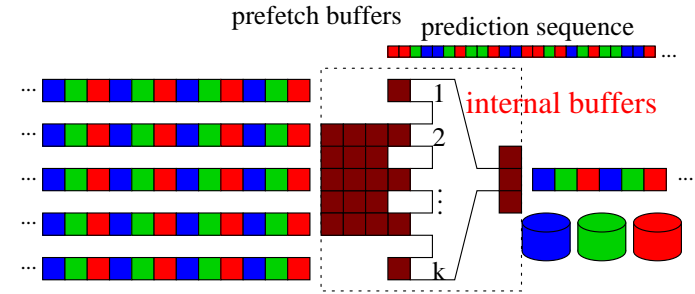 prefetch buffers
prediction sequence
...
... 1 internal buffers
... 2
... ⋮ ...
...
... k